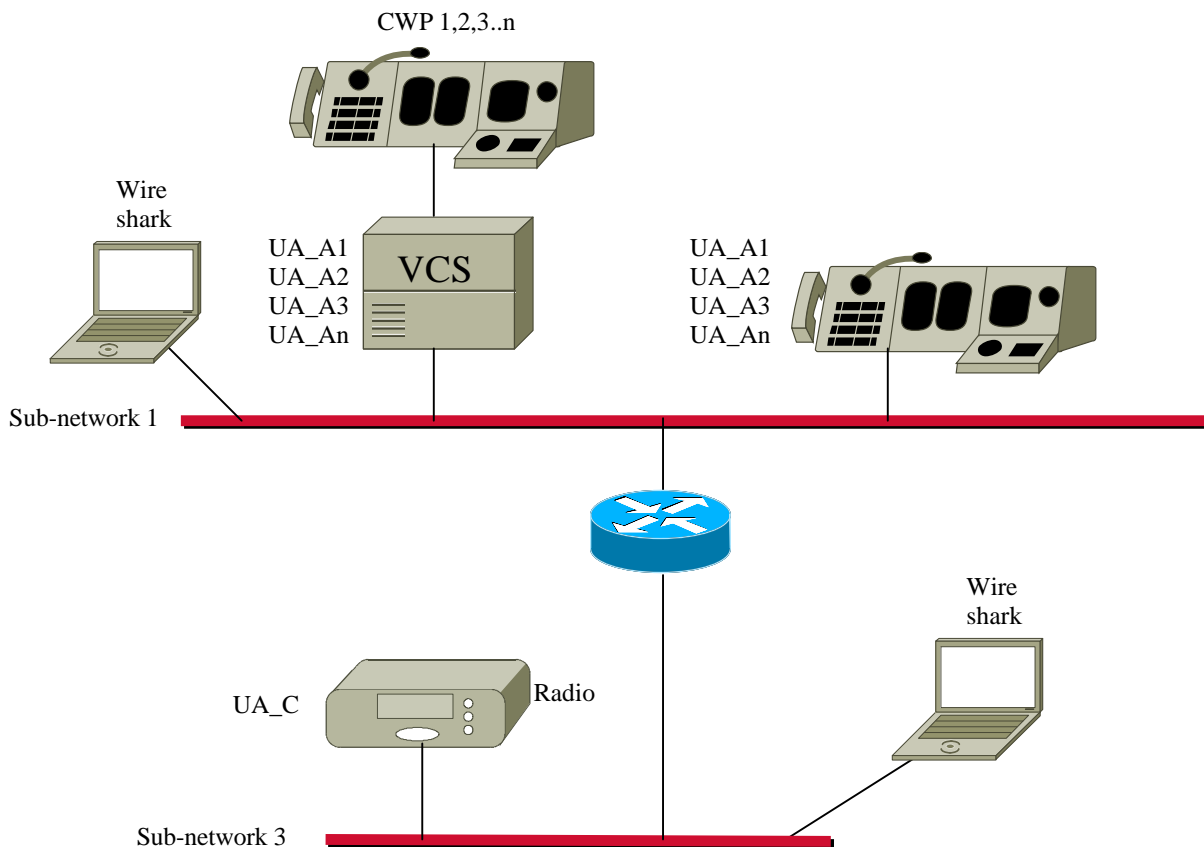 CWP 1,2,3..n
Wire
shark
UA_A1
UA_A2
UA_A3
UA_An
VCS
UA_A1
UA_A2
UA_A3
UA_An
Sub-network 1
Wire
shark
UA_C
Radio
Sub-network 3